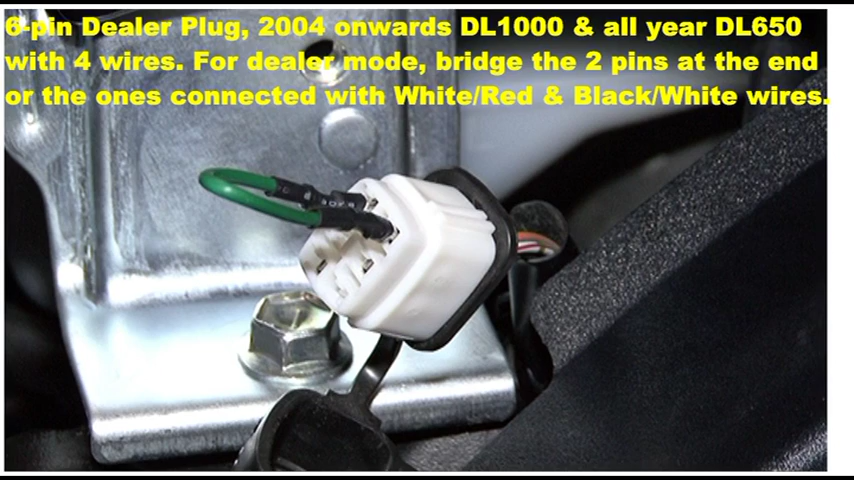 6-pin Dealer Plug, 2004 onwards DL1000 & all year DL650
with 4 wires. For dealer mode, bridge the 2 pins at the end
or the ones connected with White/Red & Black/White wires.